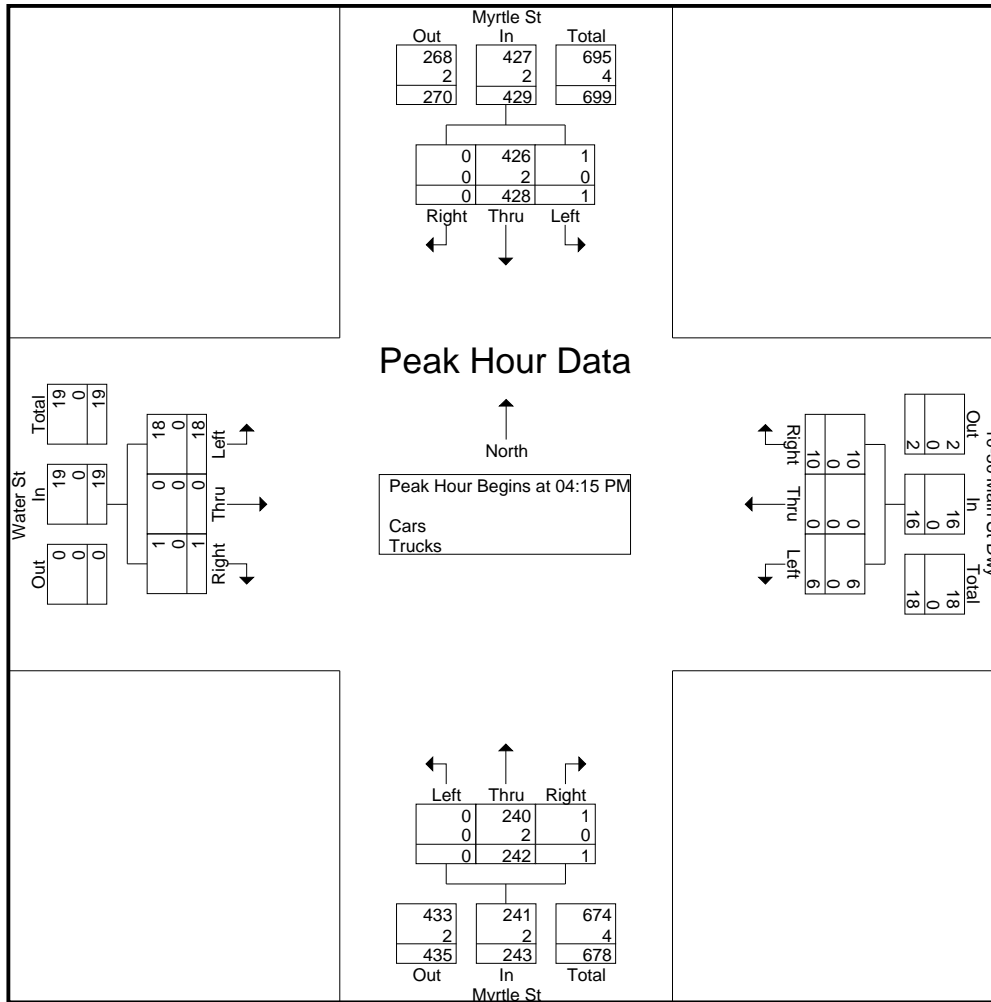 Myrtle St
Out In Total
268 427 695
2 2 4
270 429 699
0 426 1
0 2 0
0 428 1
Right Thru Left
Peak Hour Data
North
Peak Hour Begins at 04:15 PM
Cars
Trucks
Water St
Total
19
0
19
In
19
0
19
Out
0
0
0
Left
18
0
18
Thru
0
0
0
Right
1
0
1
Right
10
0
10
Thru
0
0
0
Left
6
0
6
Out
2
0
2
In
16
0
16
Total
18
0
18
Main St Dwy
Left Thru Right
0 240 1
0 2 0
0 242 1
433 241 674
2 2 4
435 243 678
Out In Total
Myrtle St